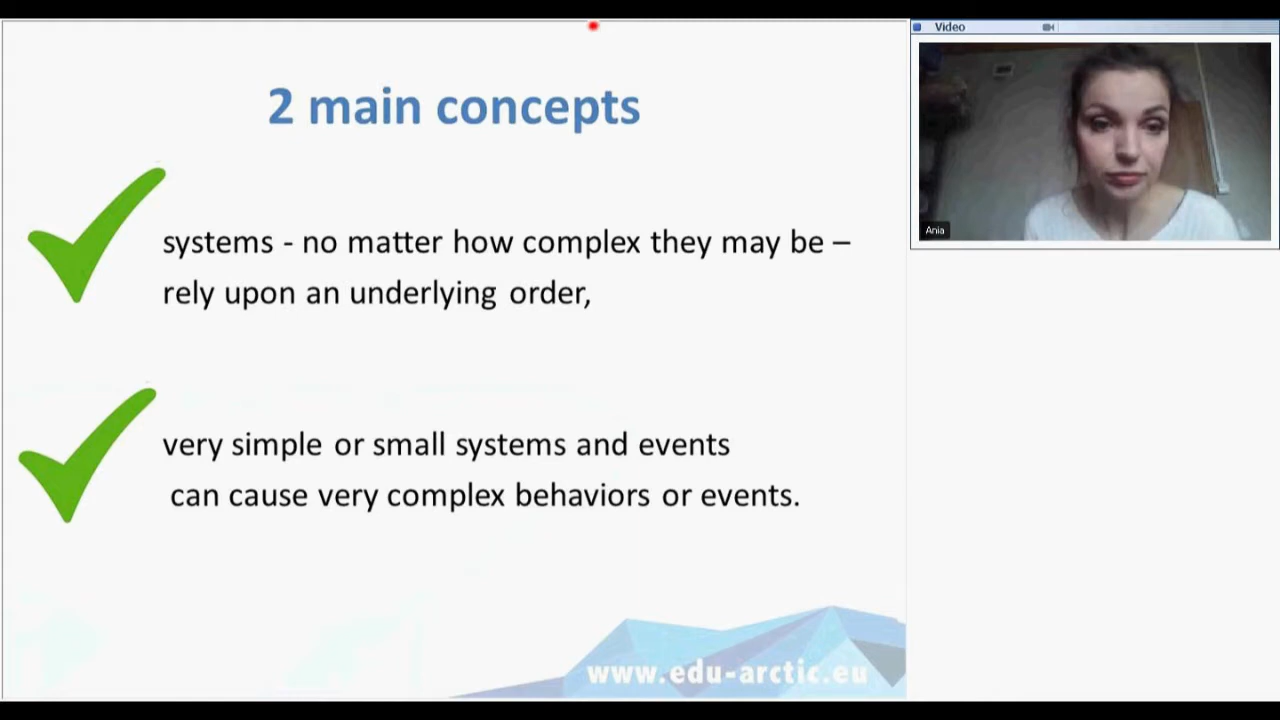 2 main concepts
systems - no matter how complex they may be –
rely upon an underlying order,
very simple or small systems and events
can cause very complex behaviors or events.
www.edu-arctic.eu
Video
Ania